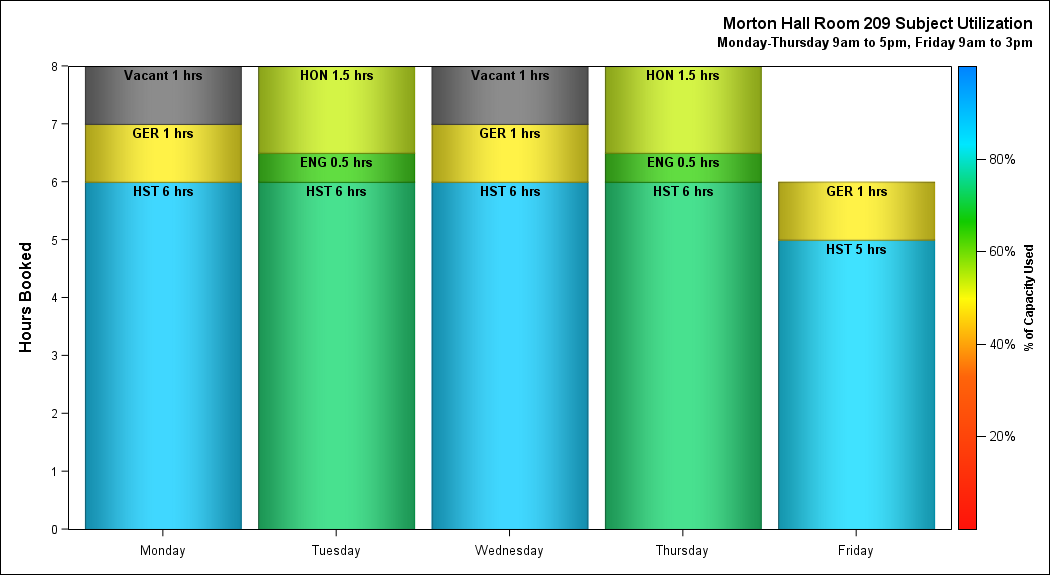 Morton Hall Room 209 Subject Utilization
Monday-Thursday 9am to 5pm, Friday 9am to 3pm
Hours Booked
8
7
6
5
4
3
2
1
0
Vacant 1 hrs
GER 1 hrs
HST 6 hrs
HON 1.5 hrs
ENG 0.5 hrs
HST 6 hrs
Vacant 1 hrs
GER 1 hrs
HST 6 hrs
HON 1.5 hrs
ENG 0.5 hrs
HST 6 hrs
GER 1 hrs
HST 5 hrs
Monday
Tuesday
Wednesday
Thursday
Friday
80%
60%
40%
20%
% of Capacity Used